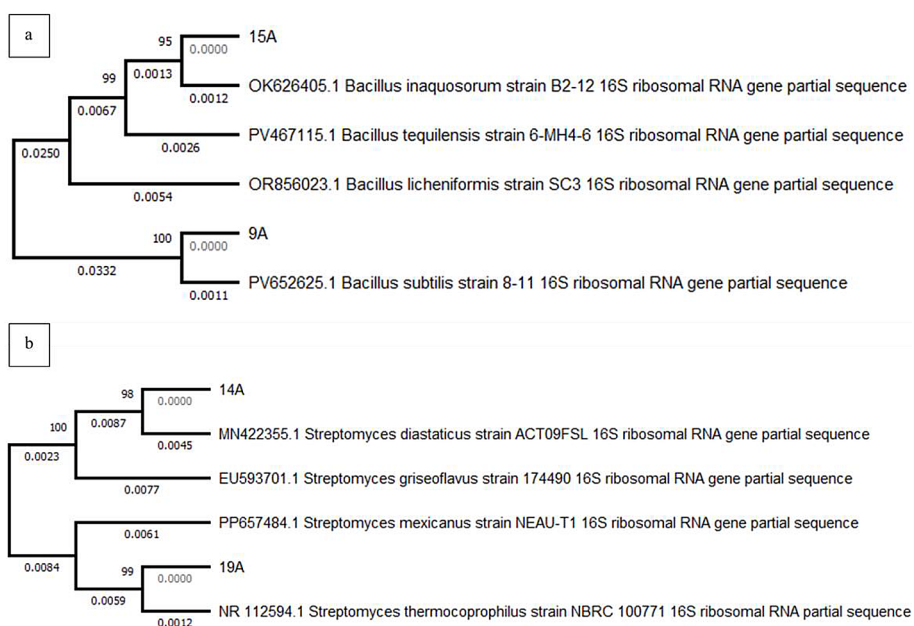 a
95
15A
0.0000
99
0.0013
OK626405.1 Bacillus inaquosorum strain B2-12 16S ribosomal RNA gene partial sequence
0.0067
0.0012
PV467115.1 Bacillus tequilensis strain 6-MH4-6 16S ribosomal RNA gene partial sequence
0.0250
0.0026
OR856023.1 Bacillus licheniformis strain SC3 16S ribosomal RNA gene partial sequence
0.0054
9A
100
0.0000
0.0332
PV652625.1 Bacillus subtilis strain 8-11 16S ribosomal RNA gene partial sequence
0.0011
b
98
14A
0.0000
100
0.0087
MN422355.1 Streptomyces diastaticus strain ACT09FSL 16S ribosomal RNA gene partial sequence
0.0045
0.0023
EU593701.1 Streptomyces griseoflavus strain 174490 16S ribosomal RNA gene partial sequence
0.0077
PP657484.1 Streptomyces mexicanus strain NEAU-T1 16S ribosomal RNA gene partial sequence
0.0061
0.0084
99
19A
0.0000
0.0059
NR 112594.1 Streptomyces thermocoprophilus strain NBRC 100771 16S ribosomal RNA partial sequence
0.0012